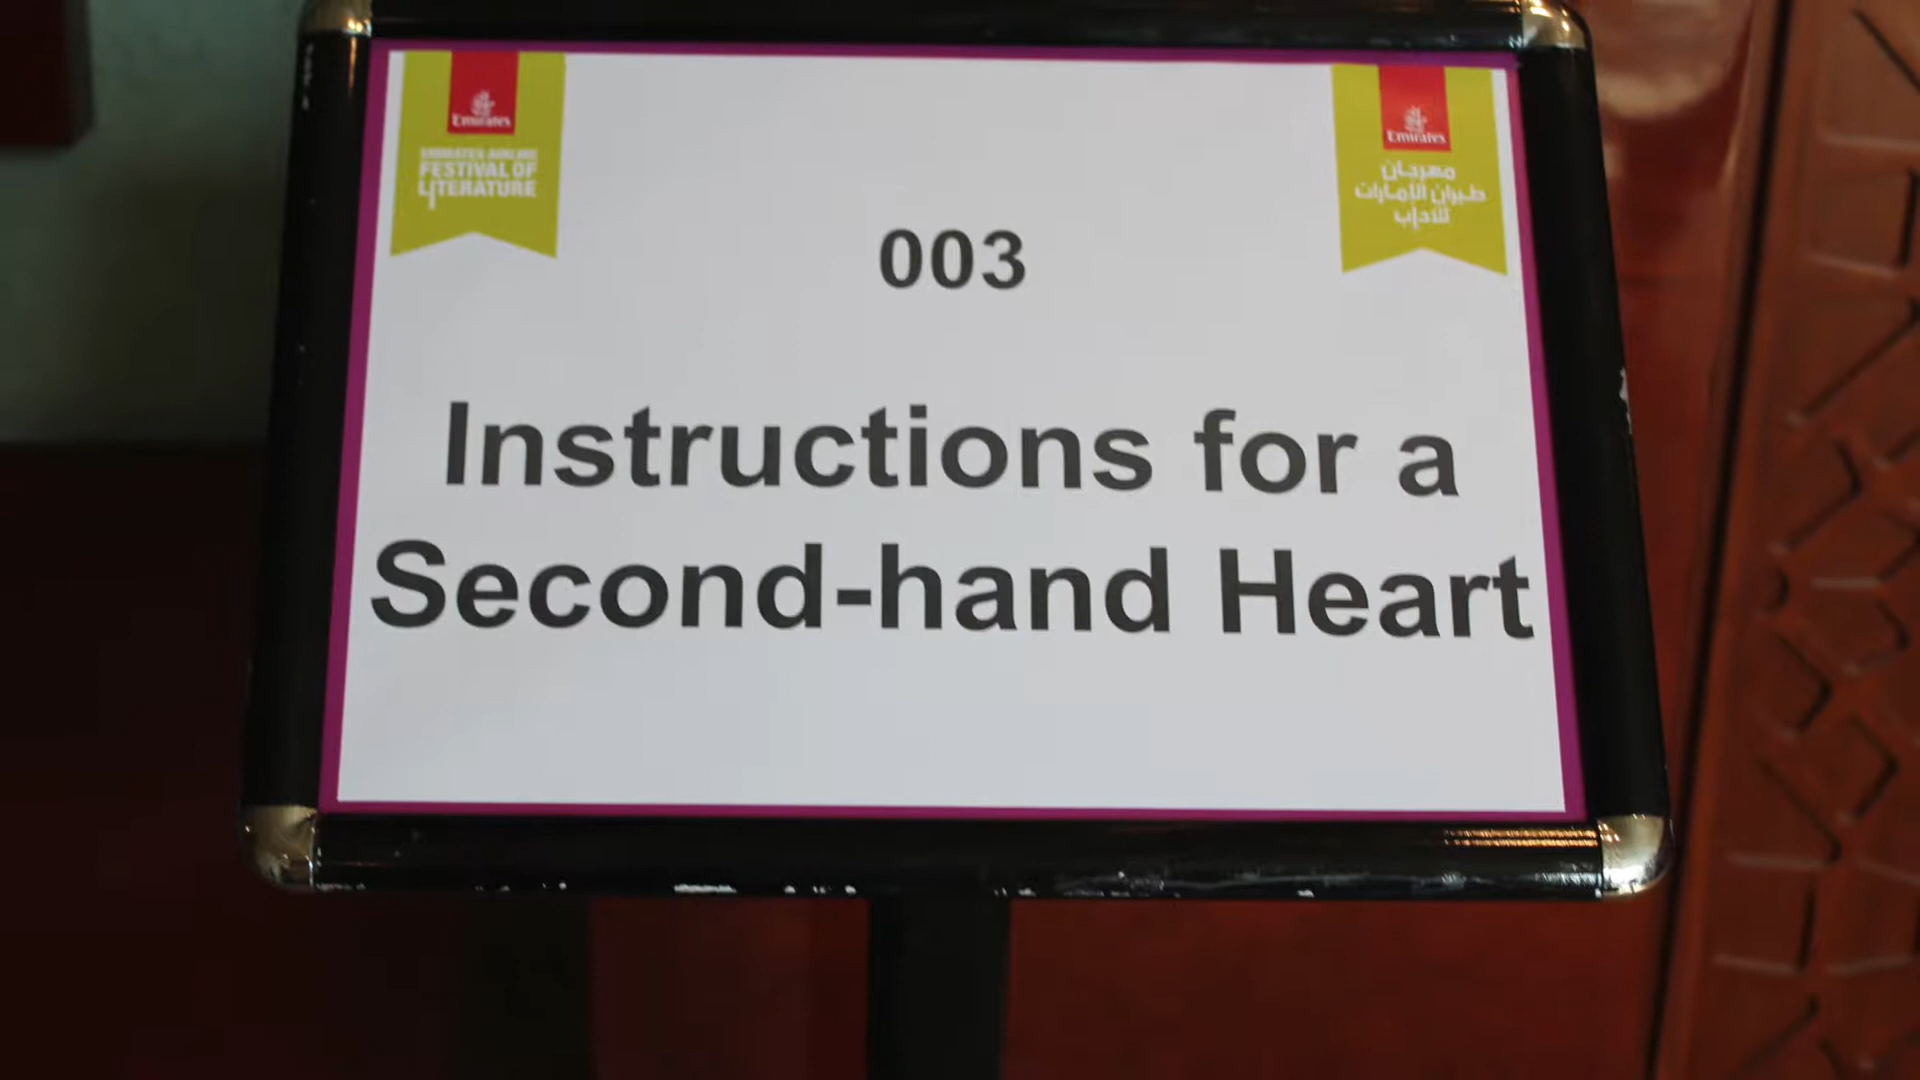 Emirates
EMIRATES AIRLINE
FESTIVAL OF
LITERATURE
Emirates
مهرجان
طيران الإمارات
للآداب
003
Instructions for a
Second-hand Heart